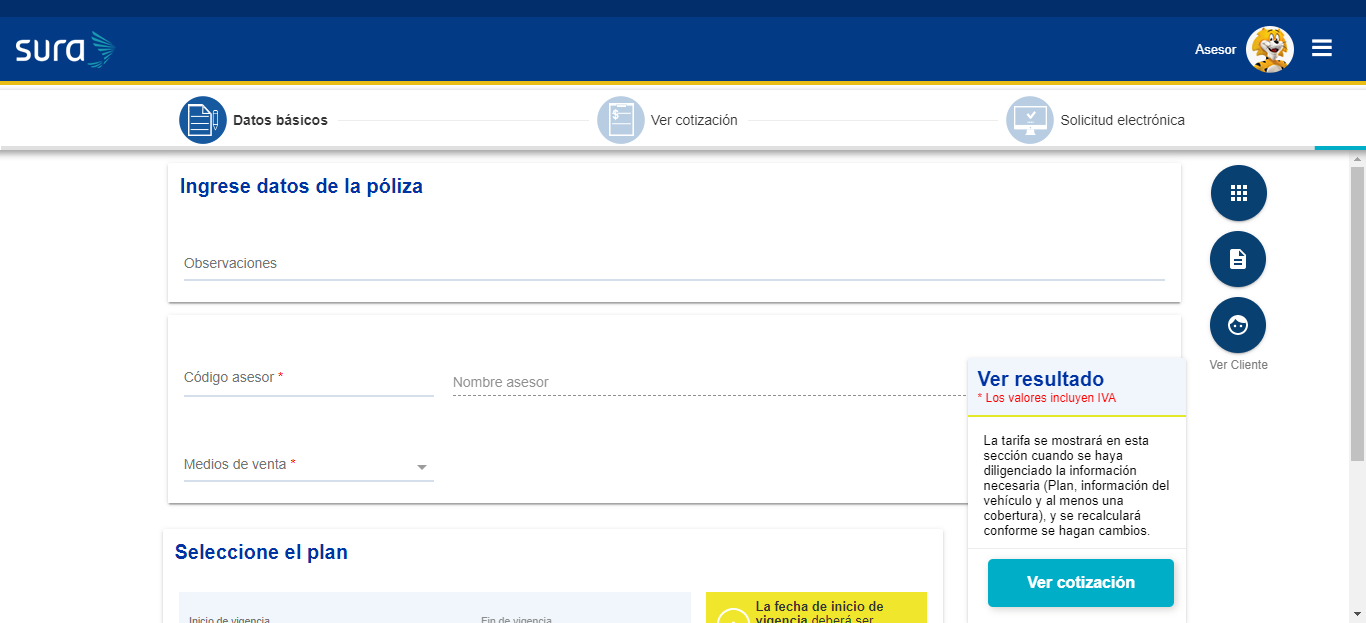 sura
Asesor
Datos básicos
Ver cotización
Solicitud electrónica
Ingrese datos de la póliza
Observaciones
Código asesor *
Nombre asesor
Medios de venta *
Ver Cliente
Ver resultado
* Los valores incluyen IVA
La tarifa se mostrará en esta
sección cuando se haya
diligenciado la información
necesaria (Plan, información del
vehículo y al menos una
cobertura), y se recalculará
conforme se hagan cambios.
Ver cotización
Seleccione el plan
Inicio de vigencia
Fin de vigencia
La fecha de inicio de
vigencia deberá ser